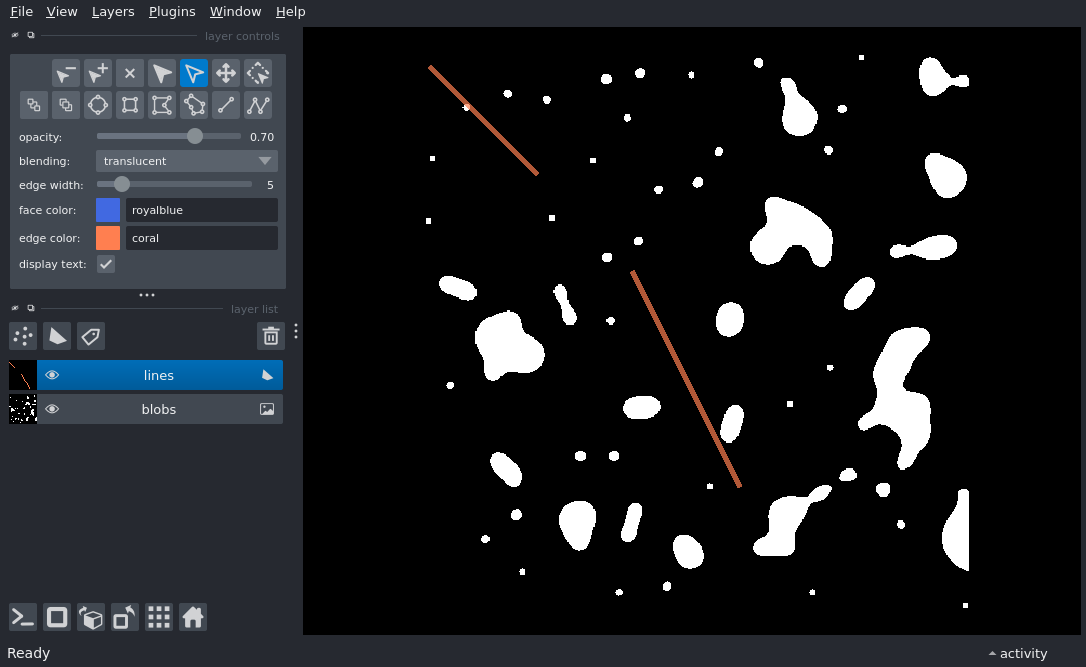 File View Layers Plugins Window Help
layer controls
opacity: 0.70
blending: translucent
edge width: 5
face color: royalblue
edge color: coral
display text:
layer list
lines
blobs
Ready
activity